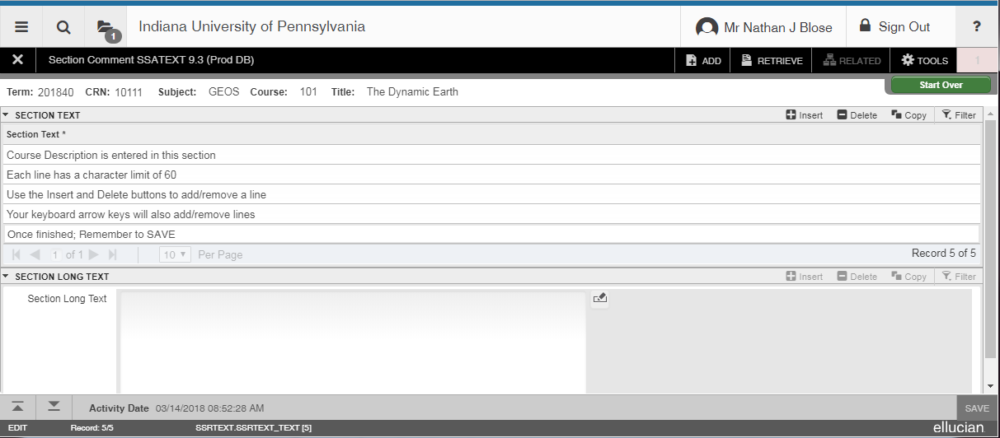 1
Indiana University of Pennsylvania
Mr Nathan J Blose
Sign Out
?
Section Comment SSATEXT 9.3 (Prod DB)
ADD
RETRIEVE
RELATED
TOOLS
1
Term: 201840 CRN: 10111 Subject: GEOS Course: 101 Title: The Dynamic Earth
Start Over
SECTION TEXT
Insert Delete Copy Filter
Section Text *
Course Description is entered in this section
Each line has a character limit of 60
Use the Insert and Delete buttons to add/remove a line
Your keyboard arrow keys will also add/remove lines
Once finished; Remember to SAVE
1 of 1 10 Per Page Record 5 of 5
SECTION LONG TEXT
Insert Delete Copy Filter
Section Long Text
Activity Date 03/14/2018 08:52:28 AM SAVE
EDIT Record: 5/5 SSRTEXT.SSRTEXT_TEXT [5] ellucian